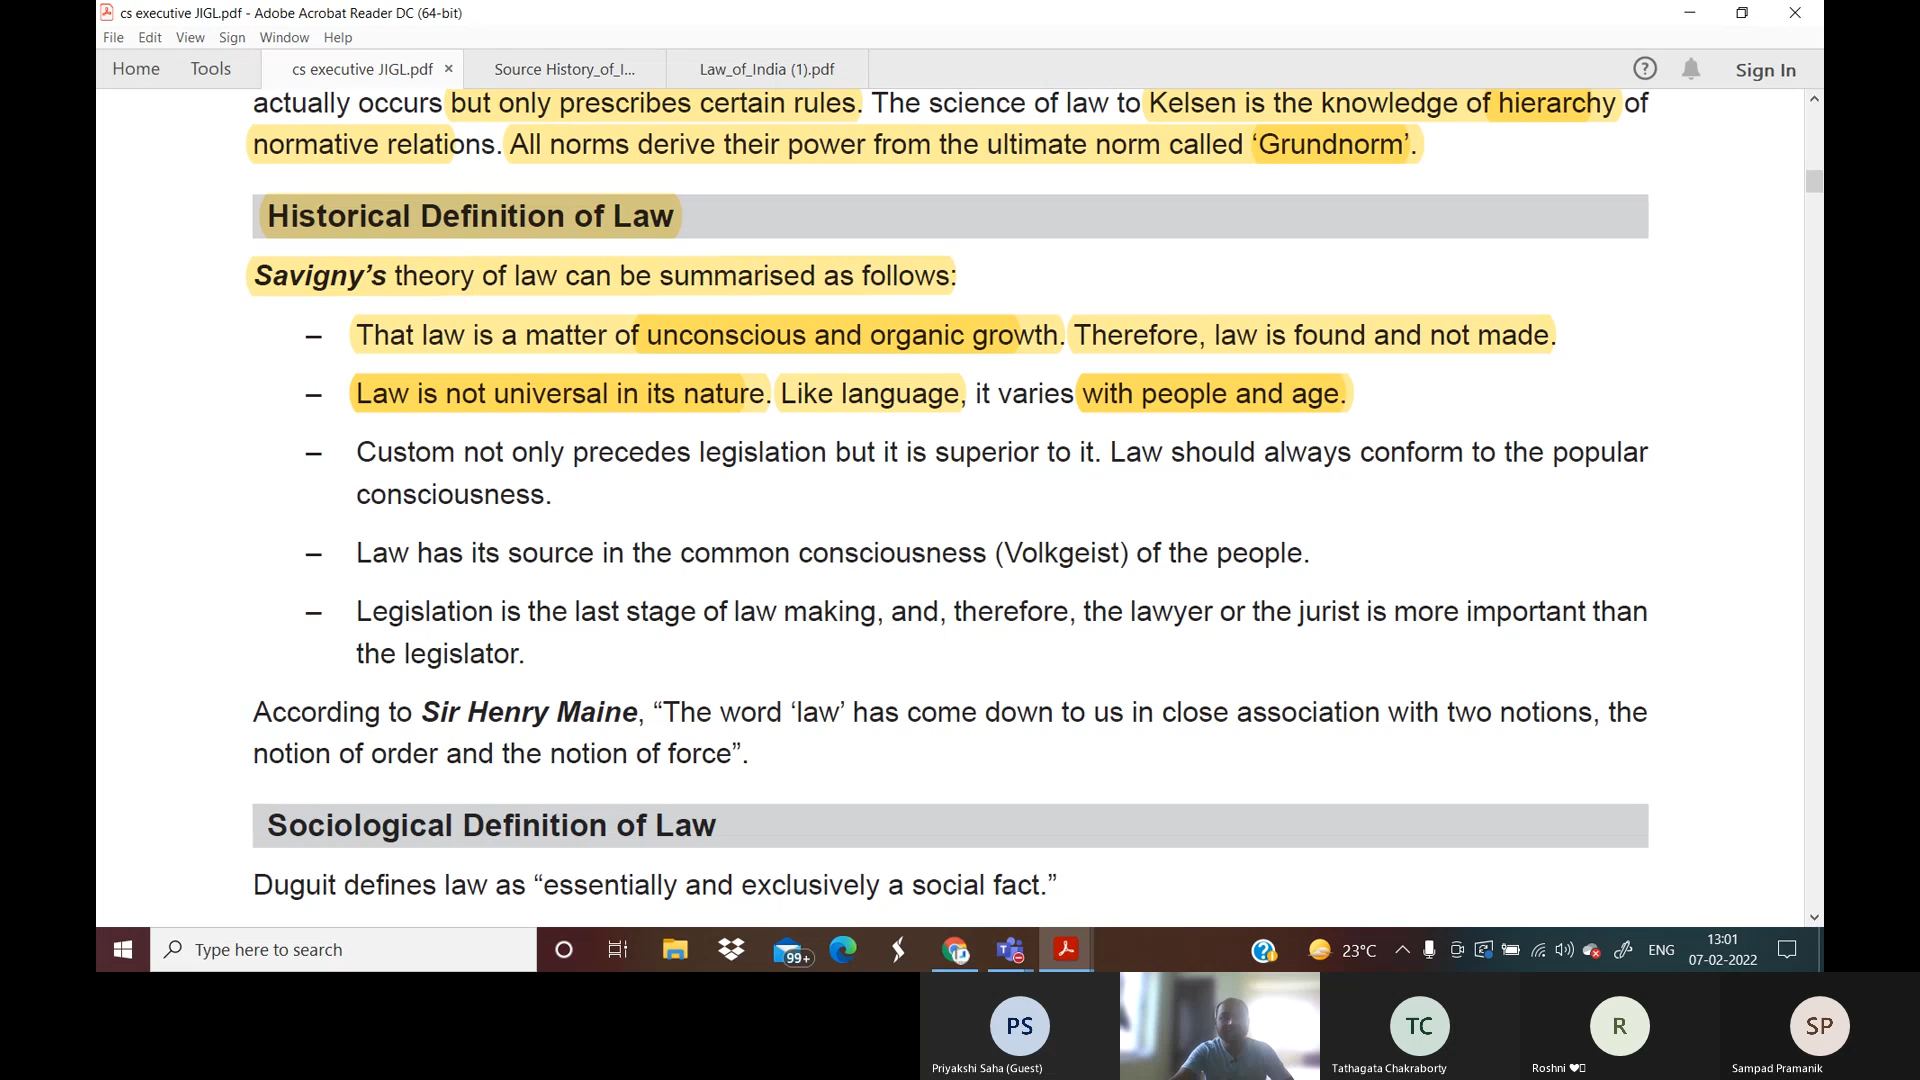 cs executive JIGL.pdf - Adobe Acrobat Reader DC (64-bit)
File Edit View Sign Window Help
Home Tools cs executive JIGL.pdf × Source History_of_I... Law_of_India (1).pdf Sign In
actually occurs but only prescribes certain rules. The science of law to Kelsen is the knowledge of hierarchy of
normative relations. All norms derive their power from the ultimate norm called ‘Grundnorm’.
Historical Definition of Law
Savigny’s theory of law can be summarised as follows:
– That law is a matter of unconscious and organic growth. Therefore, law is found and not made.
– Law is not universal in its nature. Like language, it varies with people and age.
– Custom not only precedes legislation but it is superior to it. Law should always conform to the popular
consciousness.
– Law has its source in the common consciousness (Volkgeist) of the people.
– Legislation is the last stage of law making, and, therefore, the lawyer or the jurist is more important than
the legislator.
According to Sir Henry Maine, “The word ‘law’ has come down to us in close association with two notions, the
notion of order and the notion of force”.
Sociological Definition of Law
Duguit defines law as “essentially and exclusively a social fact.”
Type here to search 99+ 23°C ENG 13:01
07-02-2022
PS TC R SP
Priyakshi Saha (Guest) Tathagata Chakraborty Roshni Sampad Pramanik